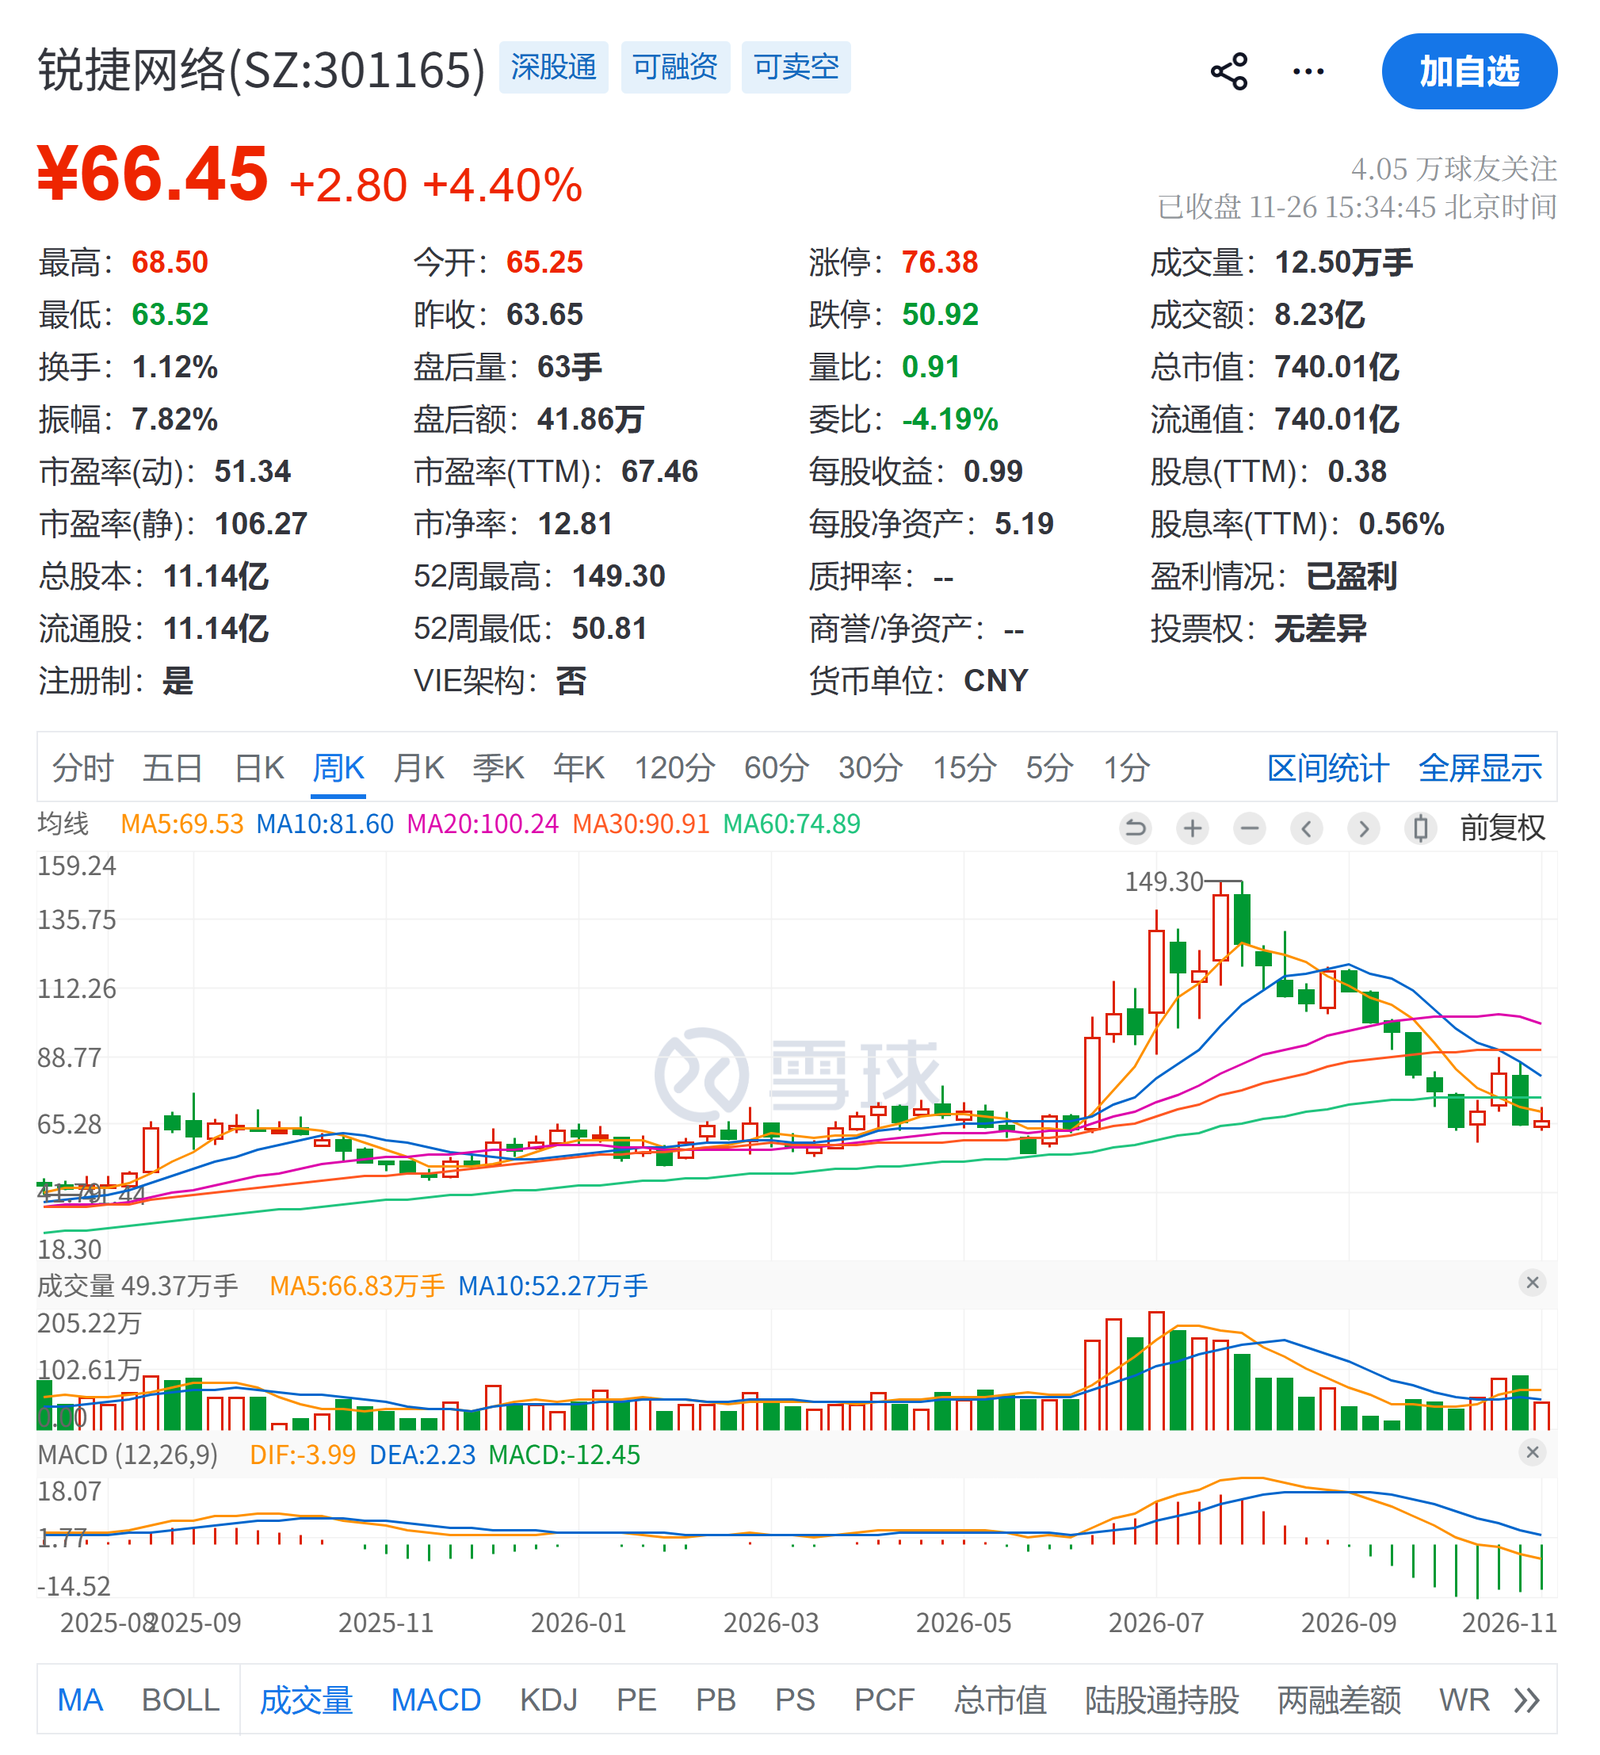 锐捷网络(SZ:301165) 深股通 可融资 可卖空 加自选
¥66.45 +2.80 +4.40%
4.05 万球友关注
已收盘 11-26 15:34:45 北京时间
最高：68.50 今开：65.25 涨停：76.38 成交量：12.50万手
最低：63.52 昨收：63.65 跌停：50.92 成交额：8.23亿
换手：1.12% 盘后量：63手 量比：0.91 总市值：740.01亿
振幅：7.82% 盘后额：41.86万 委比：-4.19% 流通值：740.01亿
市盈率(动)：51.34 市盈率(TTM)：67.46 每股收益：0.99 股息(TTM)：0.38
市盈率(静)：106.27 市净率：12.81 每股净资产：5.19 股息率(TTM)：0.56%
总股本：11.14亿 52周最高：149.30 质押率：-- 盈利情况：已盈利
流通股：11.14亿 52周最低：50.81 商誉/净资产：-- 投票权：无差异
注册制：是 VIE架构：否 货币单位：CNY
分时 五日 日K 周K 月K 季K 年K 120分 60分 30分 15分 5分 1分 区间统计 全屏显示
均线 MA5:69.53 MA10:81.60 MA20:100.24 MA30:90.91 MA60:74.89 前复权
159.24
149.30
135.75
112.26
88.77
雪球
65.28
41.79
18.30
成交量 49.37万手 MA5:66.83万手 MA10:52.27万手
205.22万
102.61万
0.00
MACD (12,26,9) DIF:-3.99 DEA:2.23 MACD:-12.45
18.07
1.77
-14.52
2025-08 2025-09 2025-11 2026-01 2026-03 2026-05 2026-07 2026-09 2026-11
MA BOLL 成交量 MACD KDJ PE PB PS PCF 总市值 陆股通持股 两融差额 WR